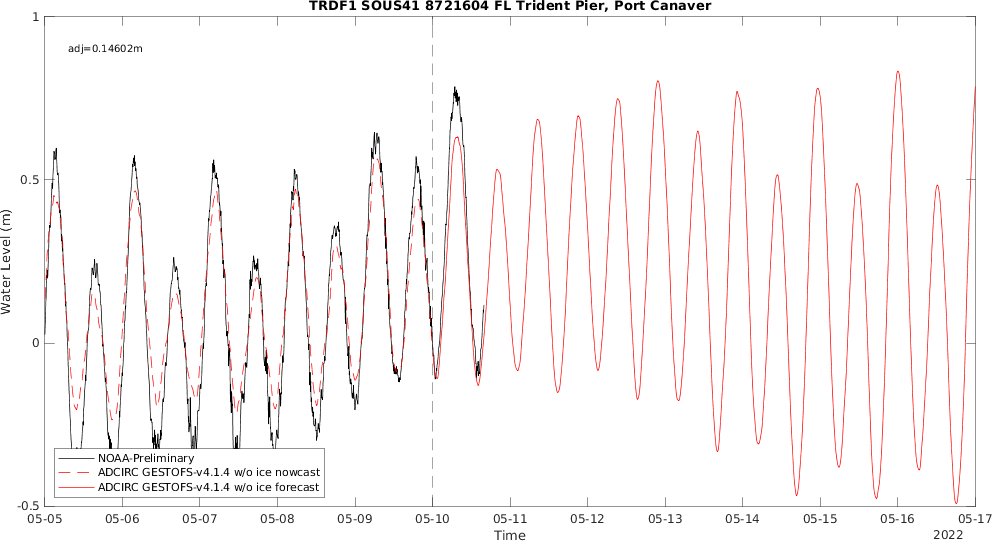 TRDF1 SOUS41 8721604 FL Trident Pier, Port Canaver
adj=0.14602m
1
0.5
0
-0.5
Water Level (m)
NOAA-Preliminary
ADCIRC GESTOFS-v4.1.4 w/o ice nowcast
ADCIRC GESTOFS-v4.1.4 w/o ice forecast
05-05 05-06 05-07 05-08 05-09 05-10 05-11 05-12 05-13 05-14 05-15 05-16 05-17
Time
2022